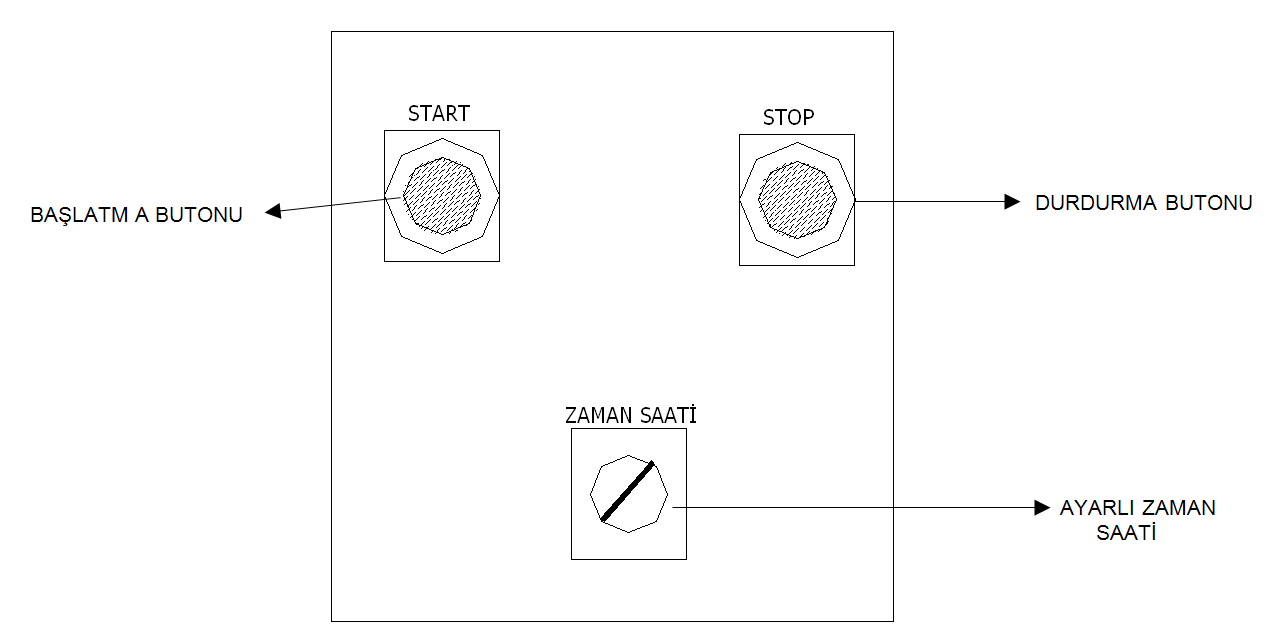 START
STOP
BAŞLATM A BUTONU
DURDURMA BUTONU
ZAMAN SAATİ
AYARLI ZAMAN
SAATİ